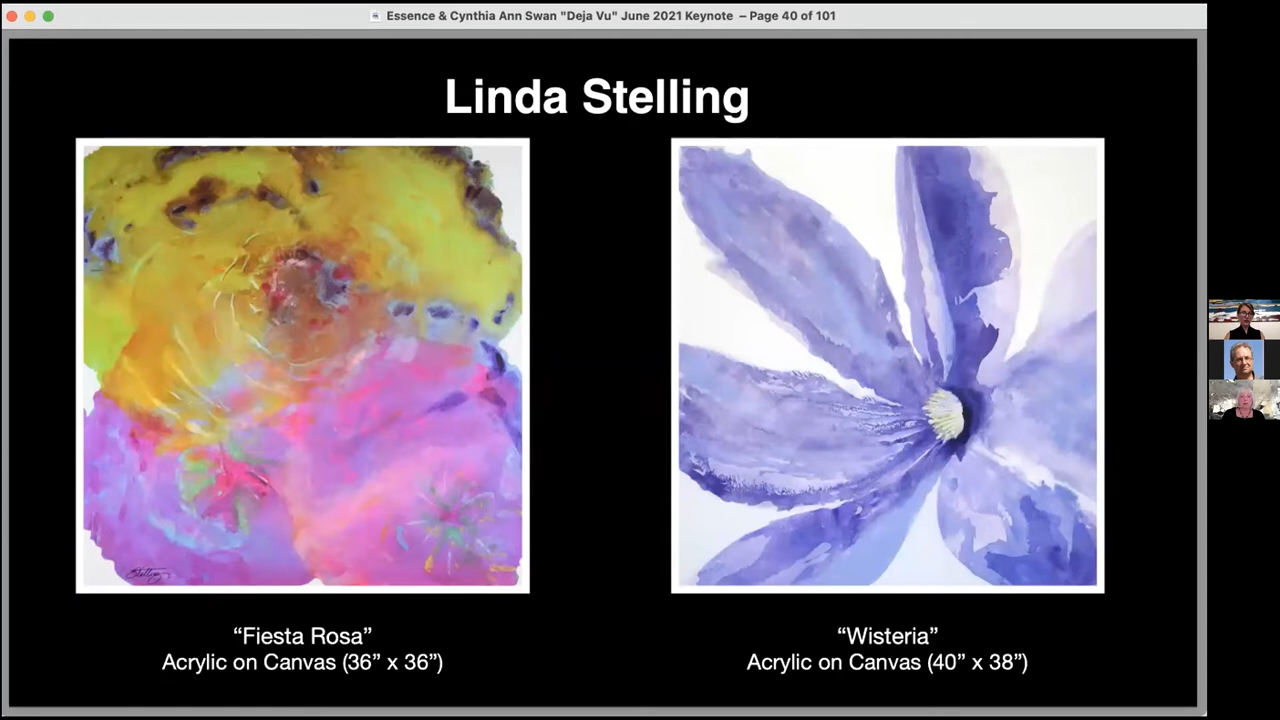 Essence & Cynthia Ann Swan "Deja Vu" June 2021 Keynote – Page 40 of 101
Linda Stelling
Stelling
“Fiesta Rosa”
Acrylic on Canvas (36” x 36”)
“Wisteria”
Acrylic on Canvas (40” x 38”)